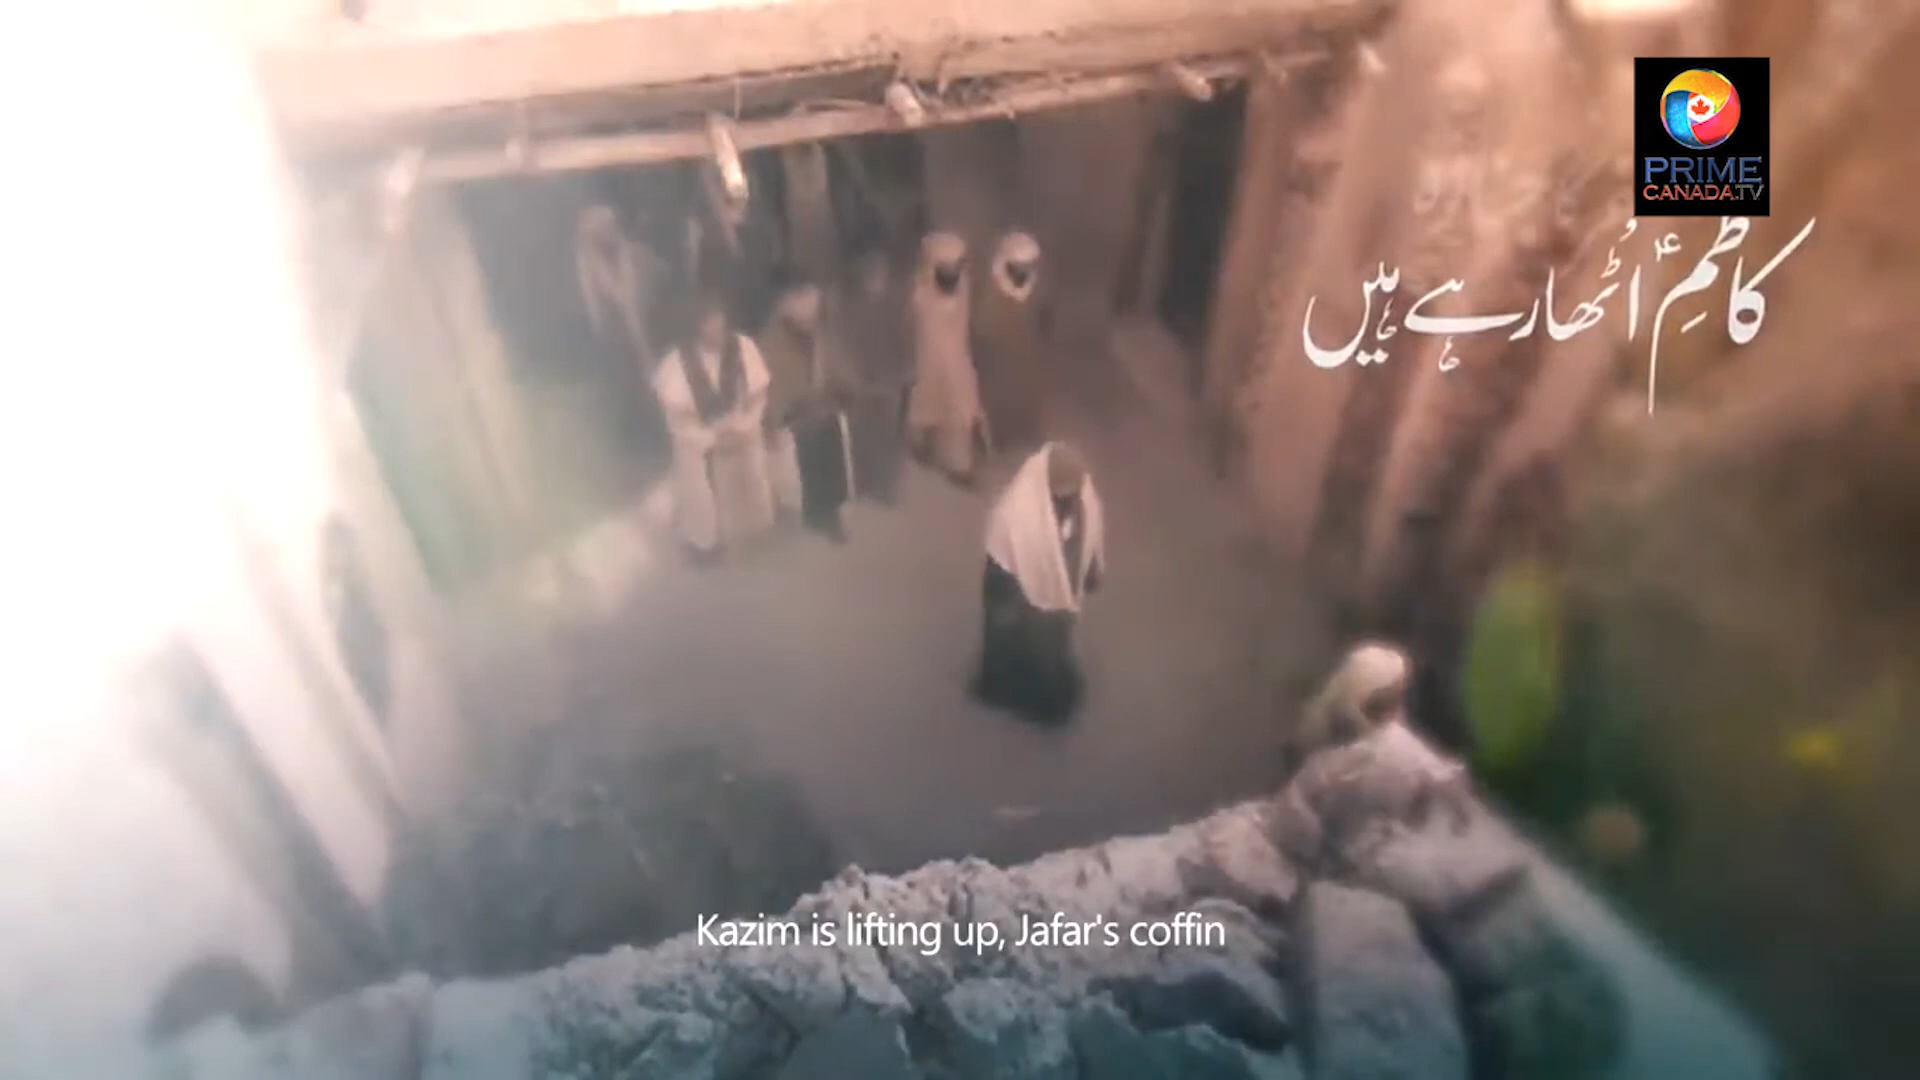 PRIME
CANADA.TV
کاظمِؑ اُٹھا رہے ہیں
Kazim is lifting up, Jafar's coffin